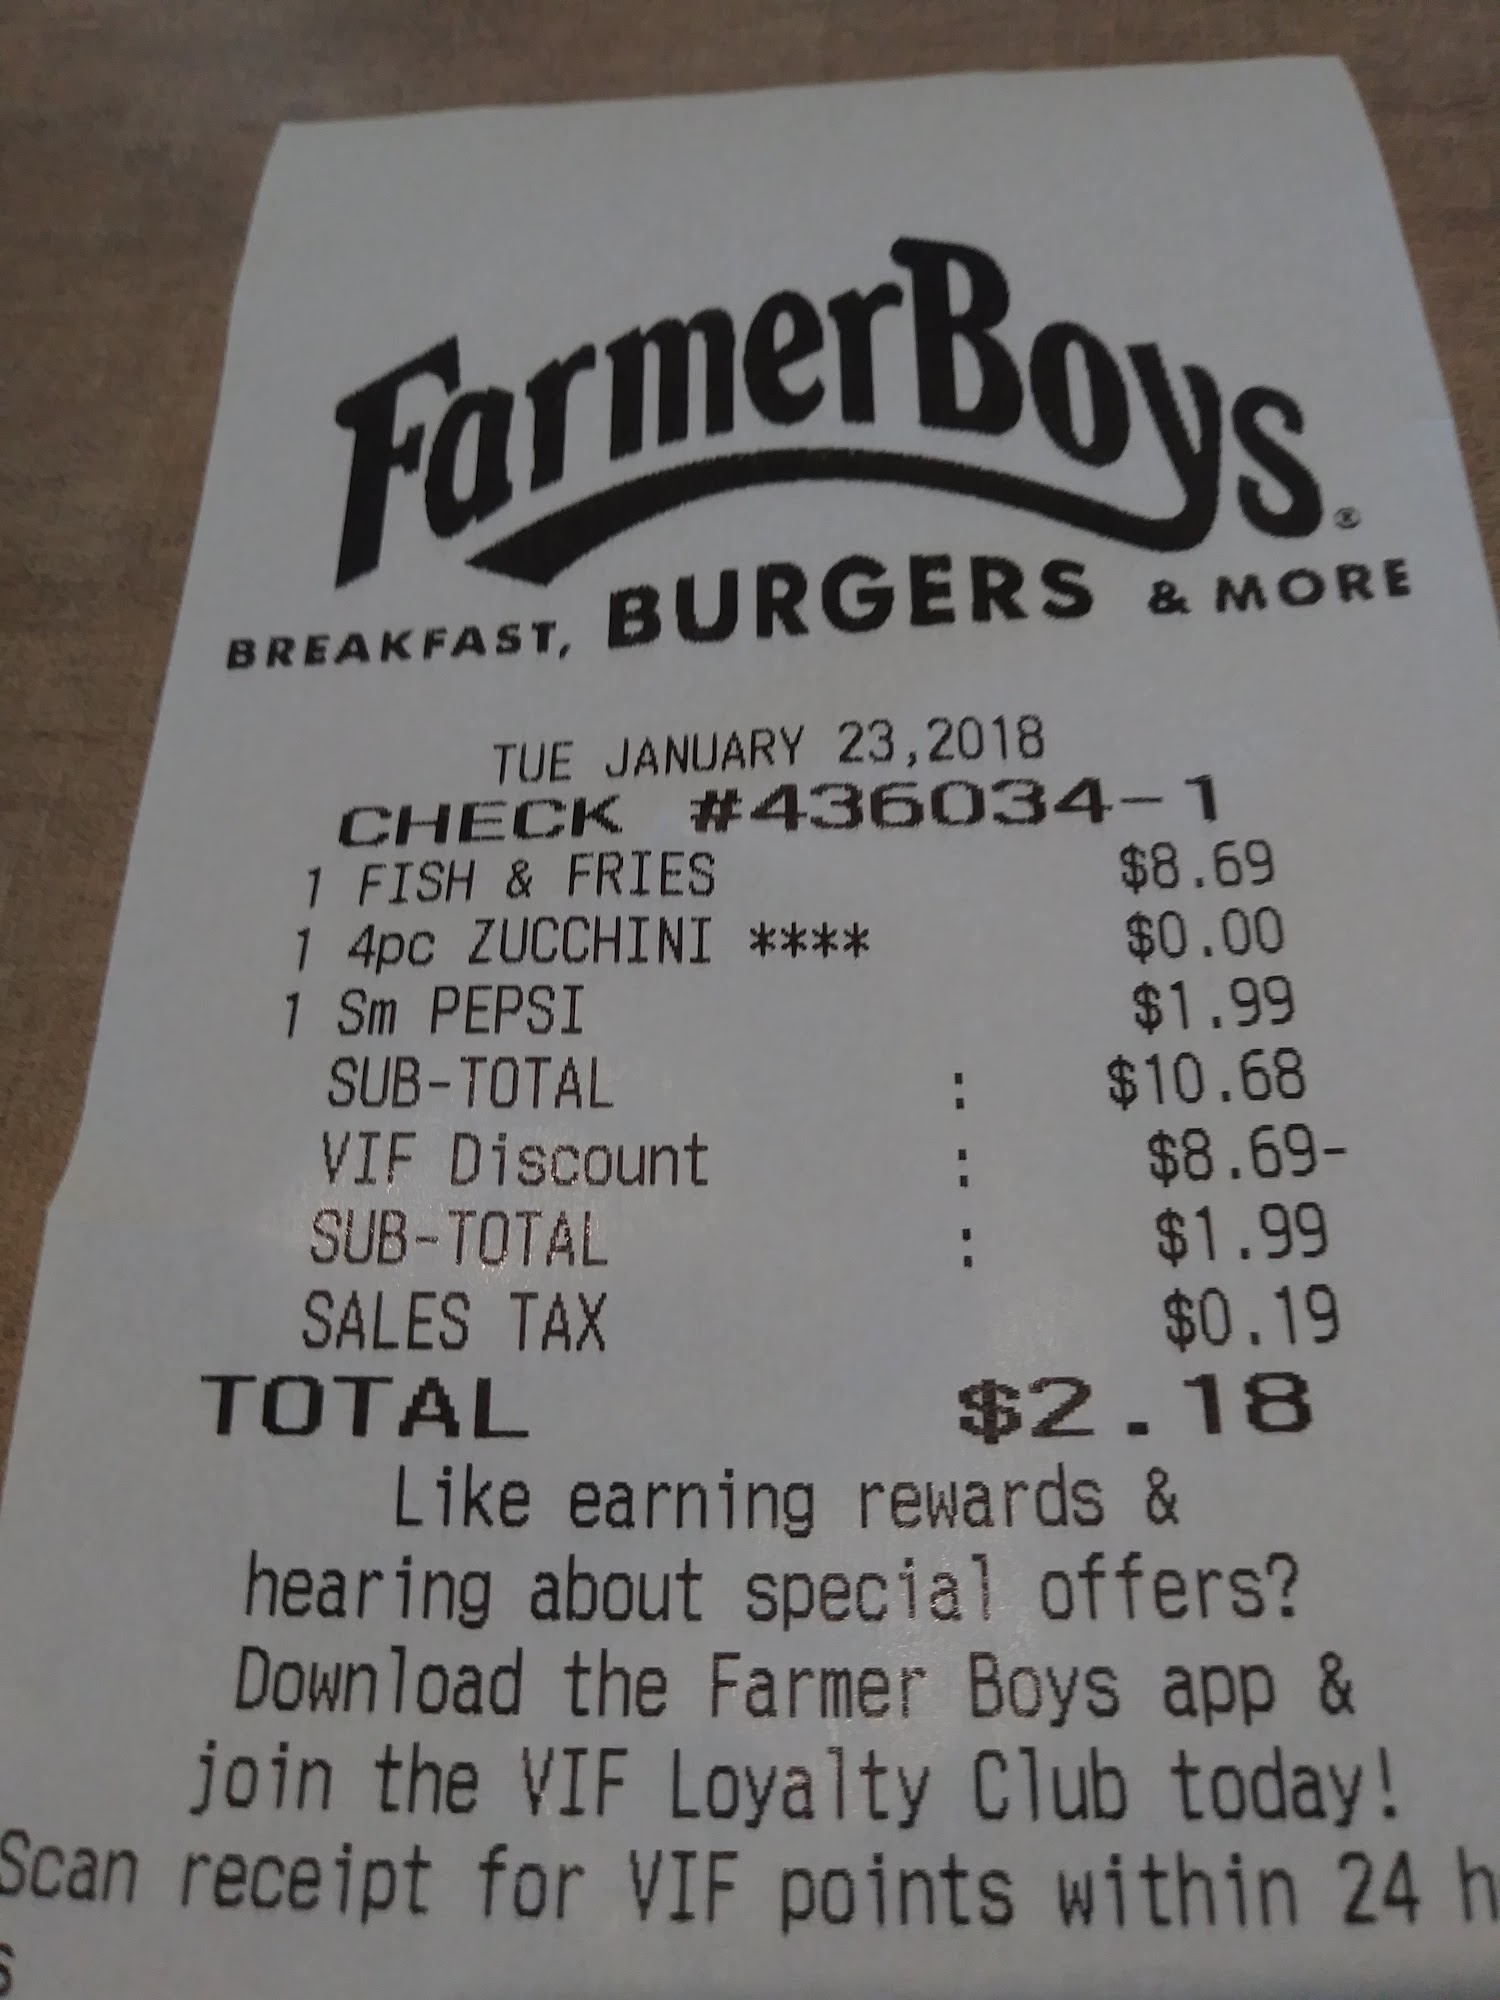 FarmerBoys®
BREAKFAST, BURGERS & MORE
TUE JANUARY 23,2018
CHECK #436034-1
1 FISH & FRIES $8.69
1 4pc ZUCCHINI **** $0.00
1 Sm PEPSI $1.99
SUB-TOTAL : $10.68
VIF Discount : $8.69-
SUB-TOTAL : $1.99
SALES TAX $0.19
TOTAL $2.18
Like earning rewards &
hearing about special offers?
Download the Farmer Boys app &
join the VIF Loyalty Club today!
Scan receipt for VIF points within 24 h
s